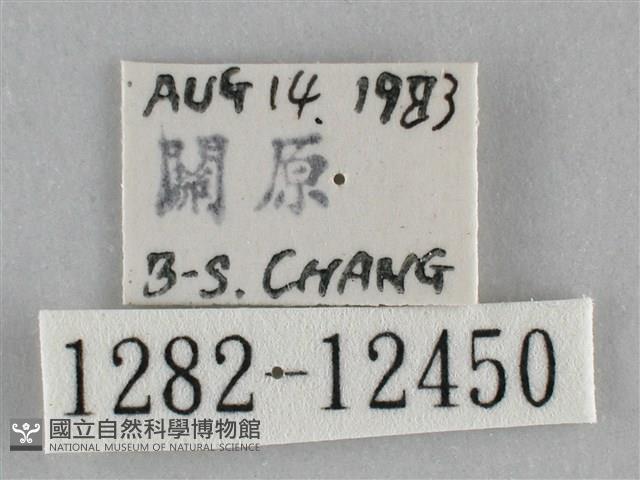 AUG 14. 1983
關原
B-S. CHANG
1282-12450
國立自然科學博物館
NATIONAL MUSEUM OF NATURAL SCIENCE